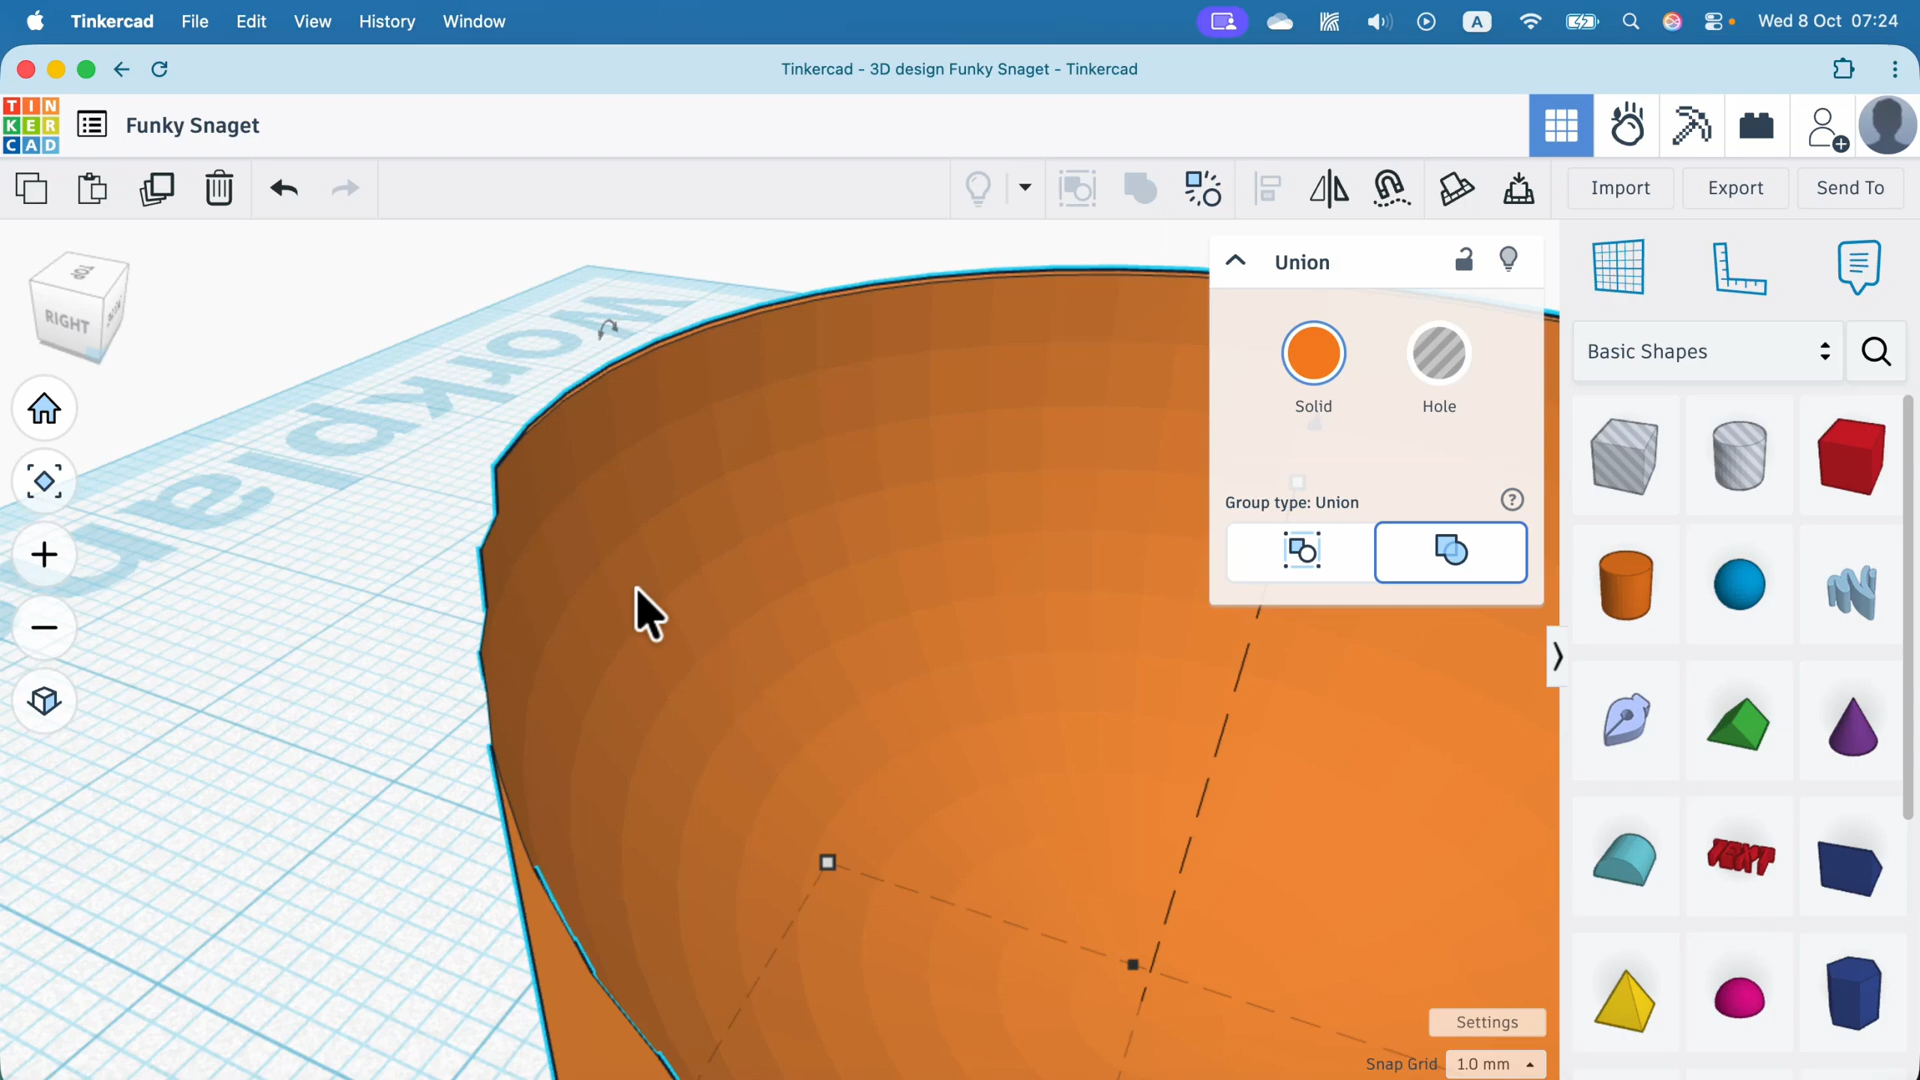 Tinkercad File Edit View History Window A Wed 8 Oct 07:24
Tinkercad - 3D design Funky Snaget - Tinkercad
TIN
KER
CAD
Funky Snaget
Import Export Send To
TOP
RIGHT
Workplane
Union
Solid Hole
Group type: Union ?
Basic Shapes
TEXT
Settings
Snap Grid 1.0 mm